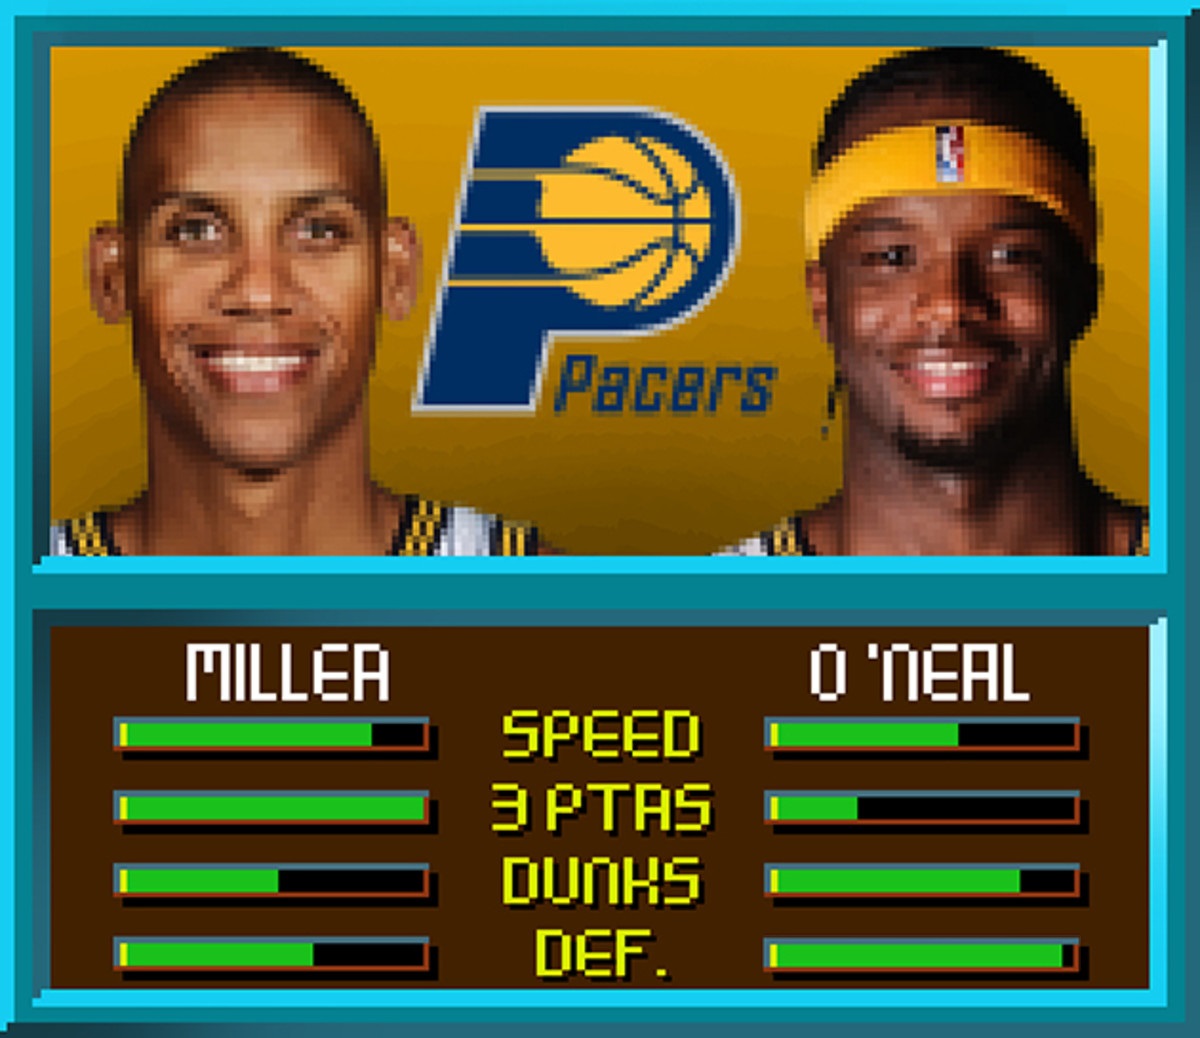 Pacers
MILLER
O'NEAL
SPEED
3 PTRS
DUNKS
DEF.